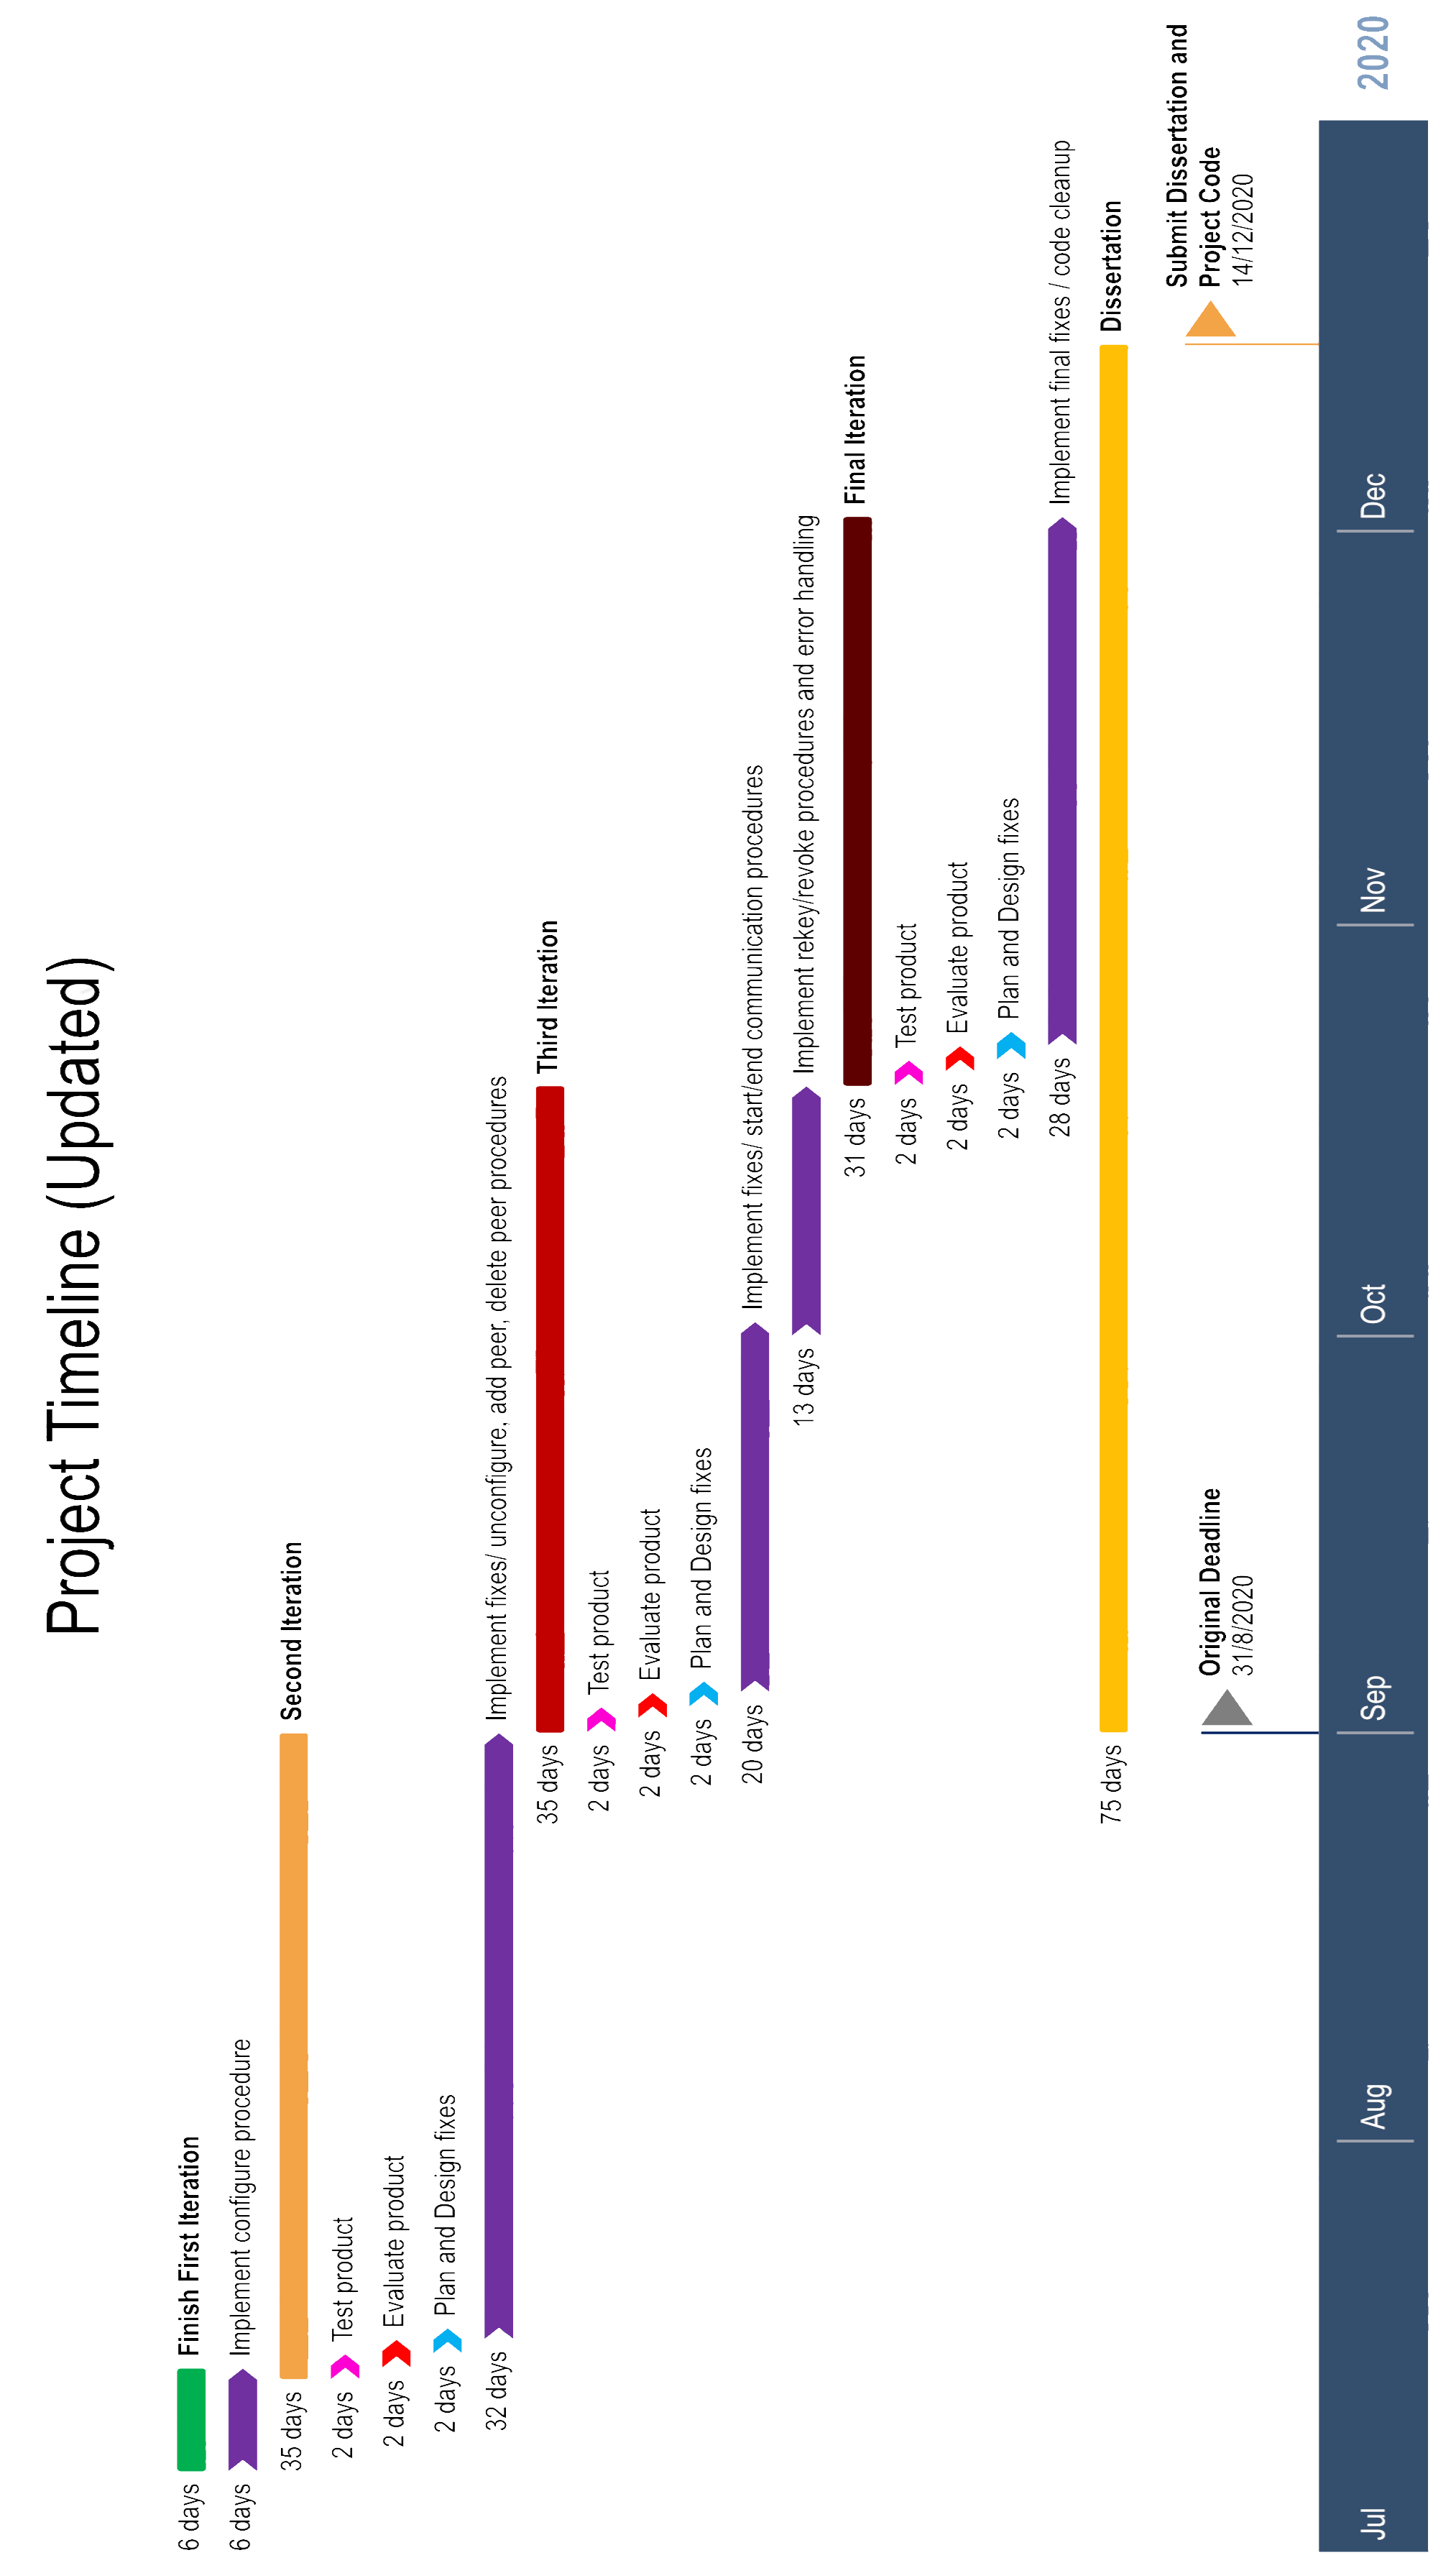 Project Timeline (Updated)
6 days Finish First Iteration
6 days Implement configure procedure
35 days Second Iteration
2 days Test product
2 days Evaluate product
2 days Plan and Design fixes
32 days Implement fixes/ unconfigure, add peer, delete peer procedures
35 days Third Iteration
2 days Test product
2 days Evaluate product
2 days Plan and Design fixes
20 days Implement fixes/ start/end communication procedures
13 days Implement rekey/revoke procedures and error handling
31 days Final Iteration
2 days Test product
2 days Evaluate product
2 days Plan and Design fixes
28 days Implement final fixes / code cleanup
75 days Dissertation
Original Deadline
31/8/2020
Submit Dissertation and
Project Code
14/12/2020
Jul Aug Sep Oct Nov Dec 2020